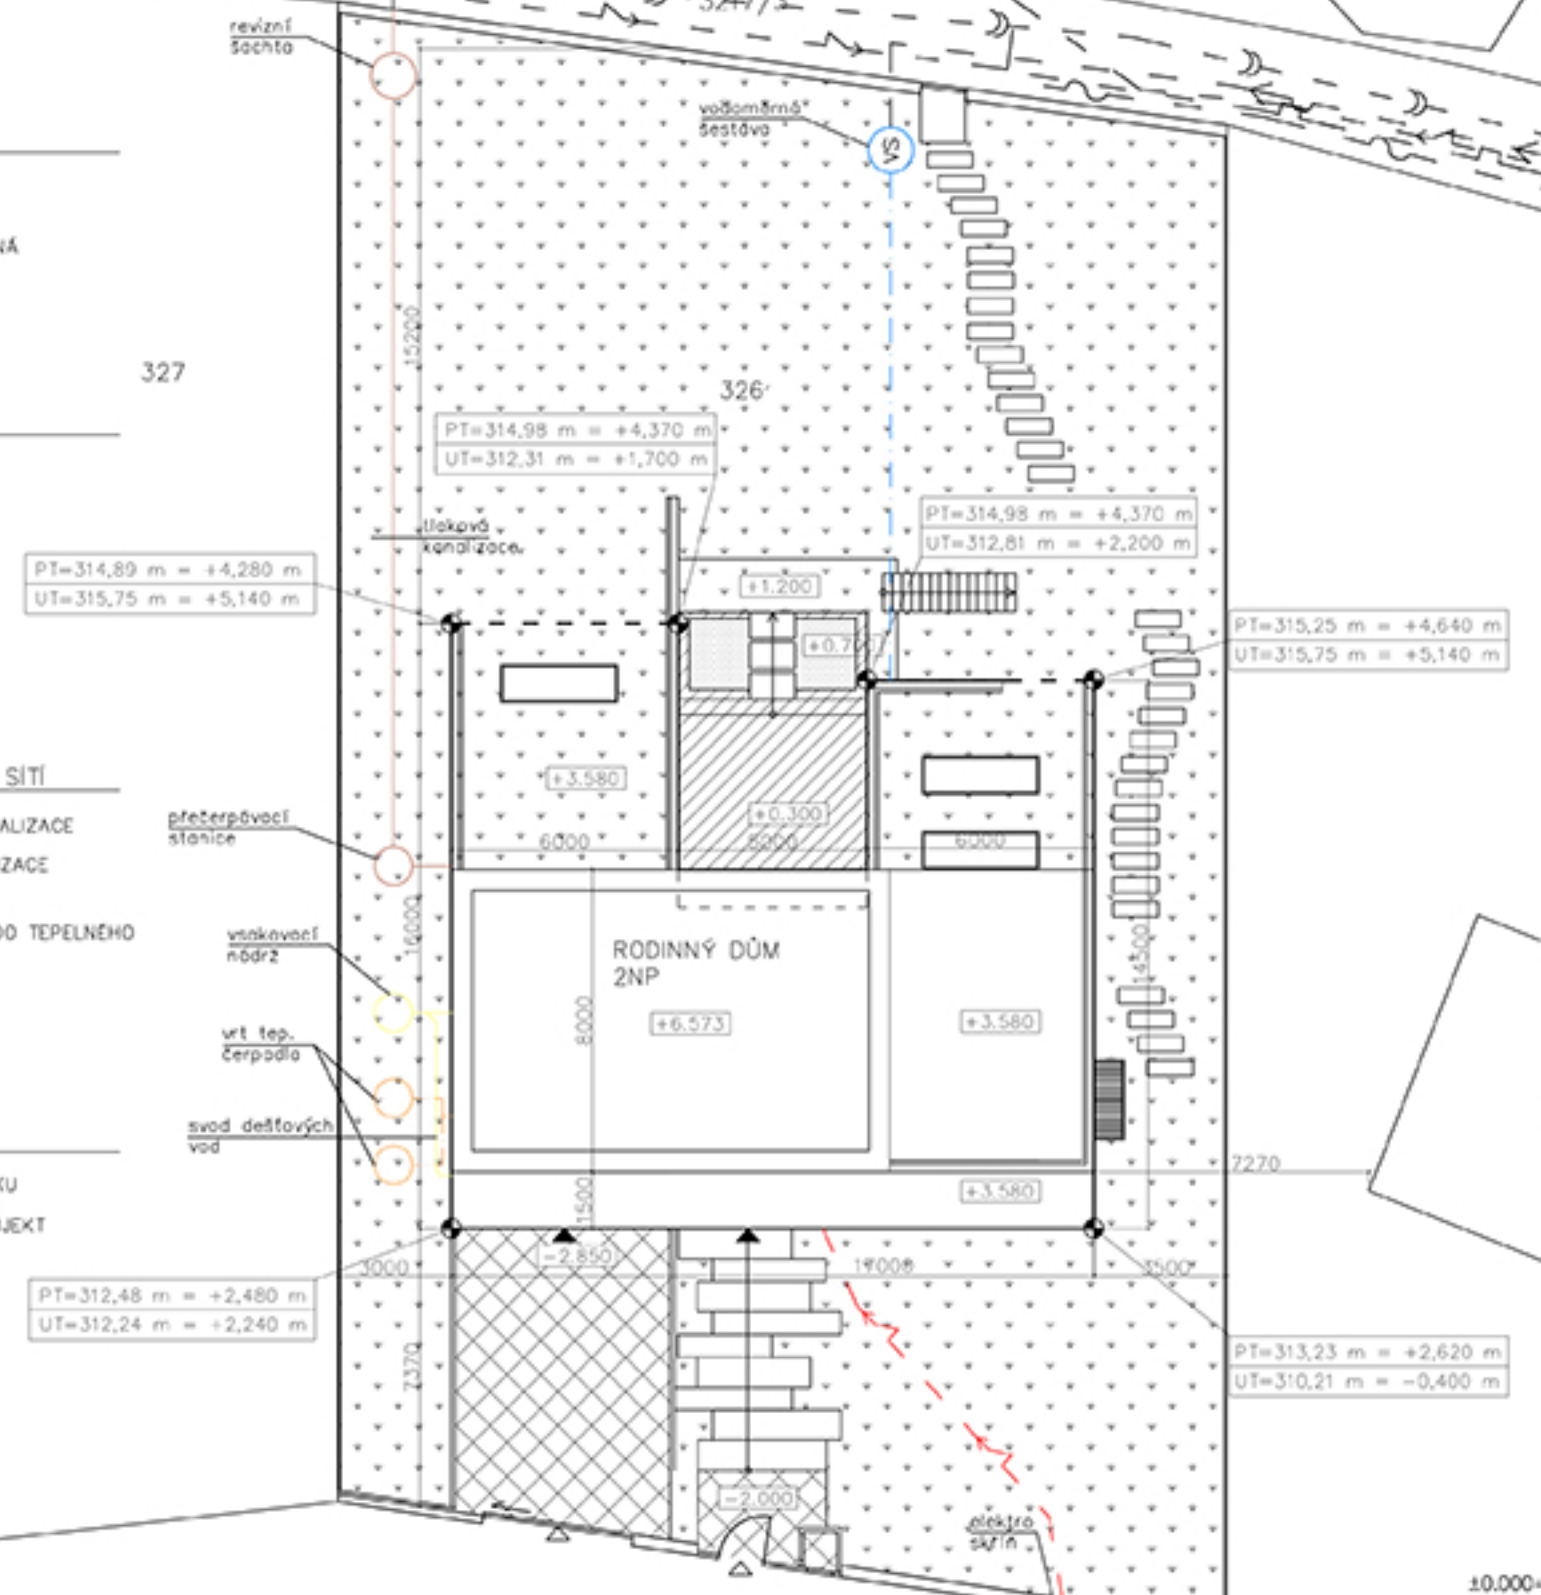 revizní
šachta
vodoměrná
sestava
VS
NÁ
15200
327
326
PT=314,98 m = +4,370 m
UT=312,31 m = +1,700 m
PT=314,98 m = +4,370 m
UT=312,81 m = +2,200 m
tlaková
kanalizace
PT=314,89 m = +4,280 m
UT=315,75 m = +5,140 m
+1.200
PT=315,25 m = +4,640 m
UT=315,75 m = +5,140 m
SÍTÍ
+3.580
+0.300
ALIZACE
přečerpávací
stanice
6000
6000
IZACE
16000
DO TEPELNÉHO
vsakovací
nádrž
RODINNÝ DŮM
2NP
14500
8000
+6.573
+3.580
vrt tep.
čerpadla
svod dešťových
vod
7270
KU
1500
+3.580
JEKT
-2.850
3000
3500
PT=312,48 m = +2,480 m
UT=312,24 m = +2,240 m
7370
PT=313,23 m = +2,620 m
UT=310,21 m = -0,400 m
-2.000
elektro
skříň
±0.000=